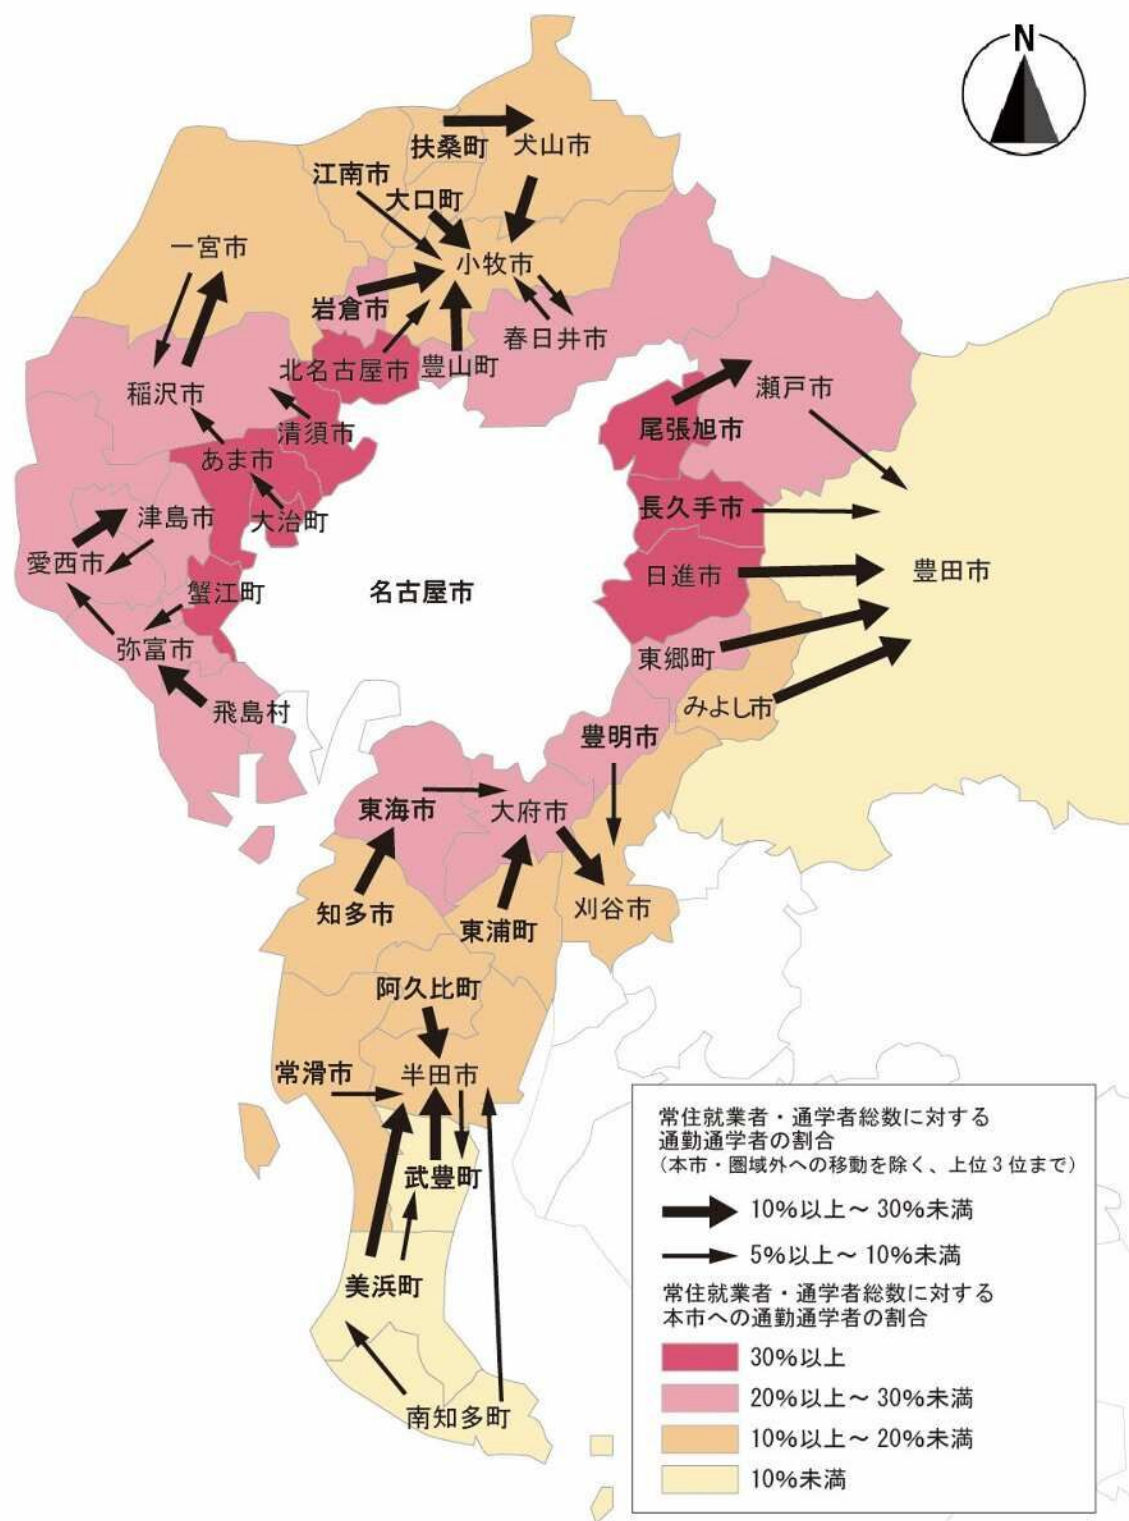 N
扶桑町
犬山市
江南市
大口町
一宮市
小牧市
岩倉市
春日井市
北名古屋市
豊山町
瀬戸市
稲沢市
清須市
尾張旭市
あま市
津島市
大治町
長久手市
愛西市
日進市
豊田市
蟹江町
名古屋市
弥富市
東郷町
飛島村
みよし市
豊明市
東海市
大府市
知多市
東浦町
刈谷市
阿久比町
常滑市
半田市
武豊町
美浜町
南知多町
常住就業者・通学者総数に対する
通勤通学者の割合
（本市・圏域外への移動を除く、上位３位まで）
10%以上～30%未満
5%以上～10%未満
常住就業者・通学者総数に対する
本市への通勤通学者の割合
30%以上
20%以上～30%未満
10%以上～20%未満
10%未満